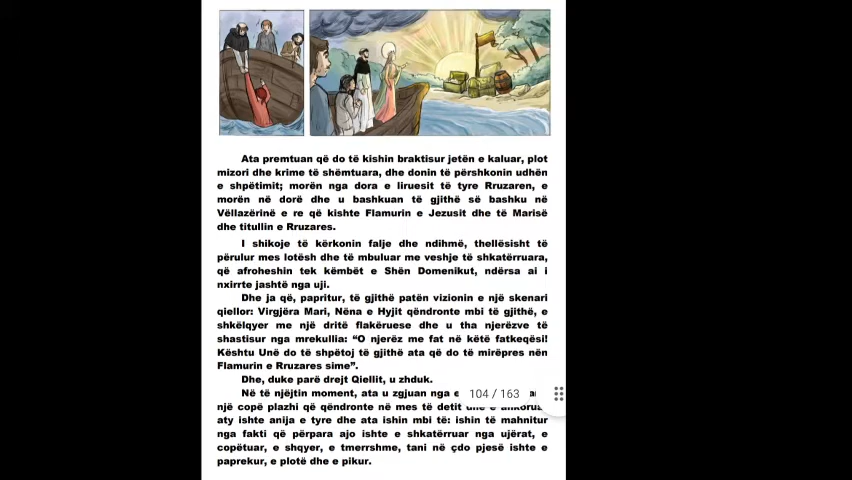 Ata premtuan që do të kishin braktisur jetën e kaluar, plot
mizori dhe krime të shëmtuara, dhe donin të përshkonin udhën
e shpëtimit; morën nga dora e liruesit të tyre Rruzaren, e
morën në dorë dhe u bashkuan të gjithë së bashku në
Vëllazërinë e re që kishte Flamurin e Jezusit dhe të Marisë
dhe titullin e Rruzares.
I shikoje të kërkonin falje dhe ndihmë, thellësisht të
përulur mes lotësh dhe të mbuluar me veshje të shkatërruara,
që afroheshin tek këmbët e Shën Domenikut, ndërsa ai i
nxirrte jashtë nga uji.
Dhe ja që, papritur, të gjithë patën vizionin e një skenari
qiellor: Virgjëra Mari, Nëna e Hyjit qëndronte mbi të gjithë, e
shkëlqyer me një dritë flakëruese dhe u tha njerëzve të
shastisur nga mrekullia: “O njerëz me fat në këtë fatkeqësi!
Kështu Unë do të shpëtoj të gjithë ata që do të mirëpres nën
Flamurin e Rruzares sime”.
Dhe, duke parë drejt Qiellit, u zhduk.
Në të njëjtin moment, ata u zgjuan nga e
104 / 163
një copë plazhi që qëndronte në mes të detit dhe e ankoruar
aty ishte anija e tyre dhe ata ishin mbi të: ishin të mahnitur
nga fakti që përpara ajo ishte e shkatërruar nga ujërat, e
copëtuar, e shqyer, e tmerrshme, tani në çdo pjesë ishte e
paprekur, e plotë dhe e pikur.